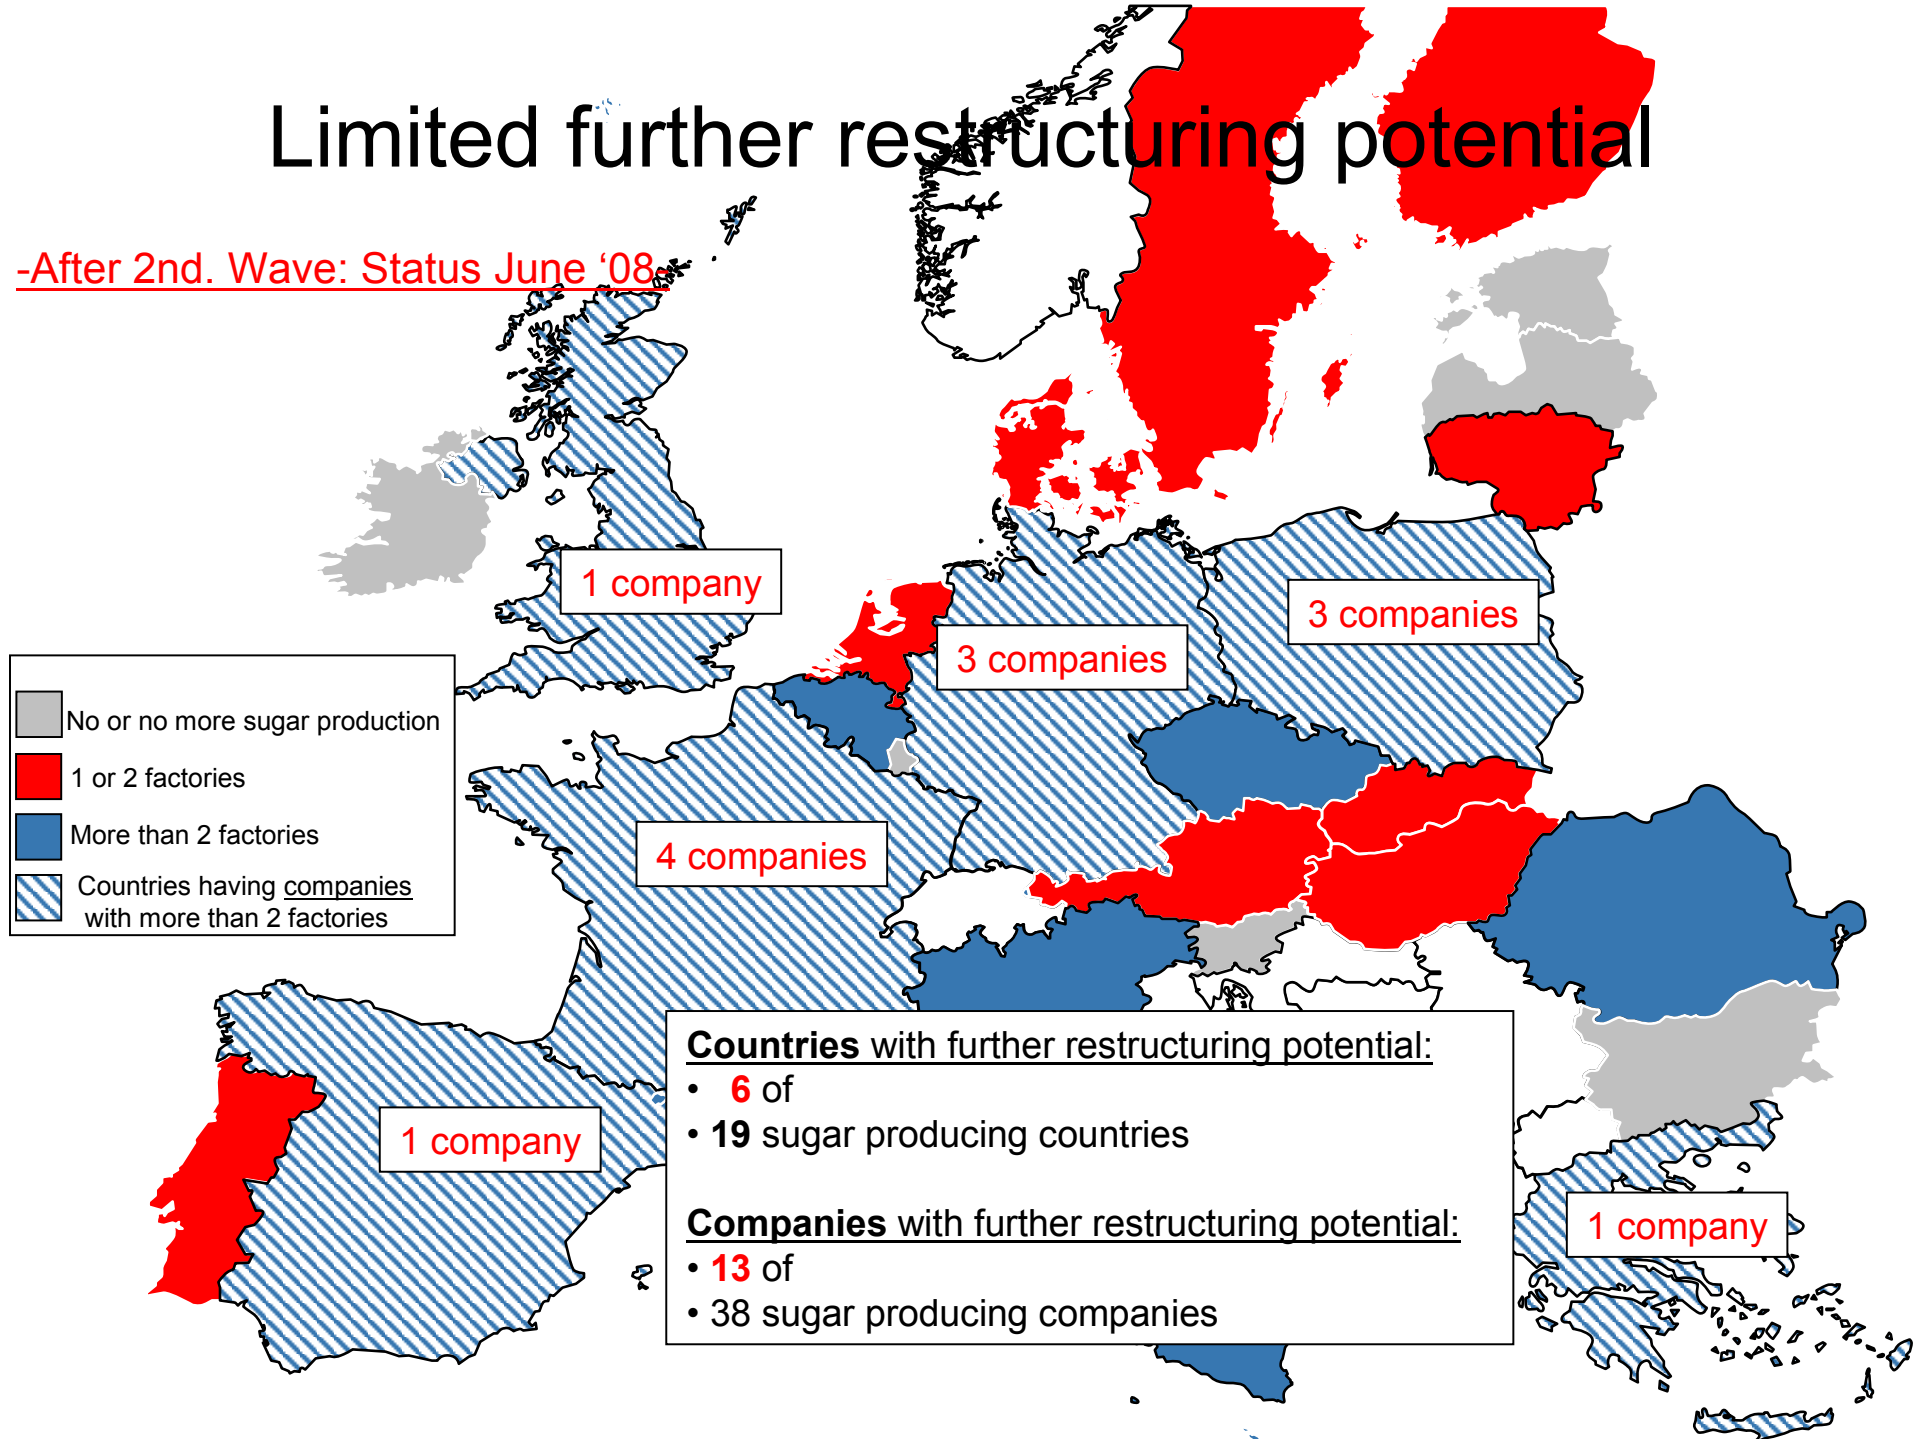 Limited further restructuring potential
-After 2nd. Wave: Status June ‘08-
1 company
3 companies
3 companies
No or no more sugar production
1 or 2 factories
More than 2 factories
Countries having companies
with more than 2 factories
4 companies
Countries with further restructuring potential:
• 6 of
• 19 sugar producing countries
1 company
Companies with further restructuring potential:
• 13 of
• 38 sugar producing companies
1 company